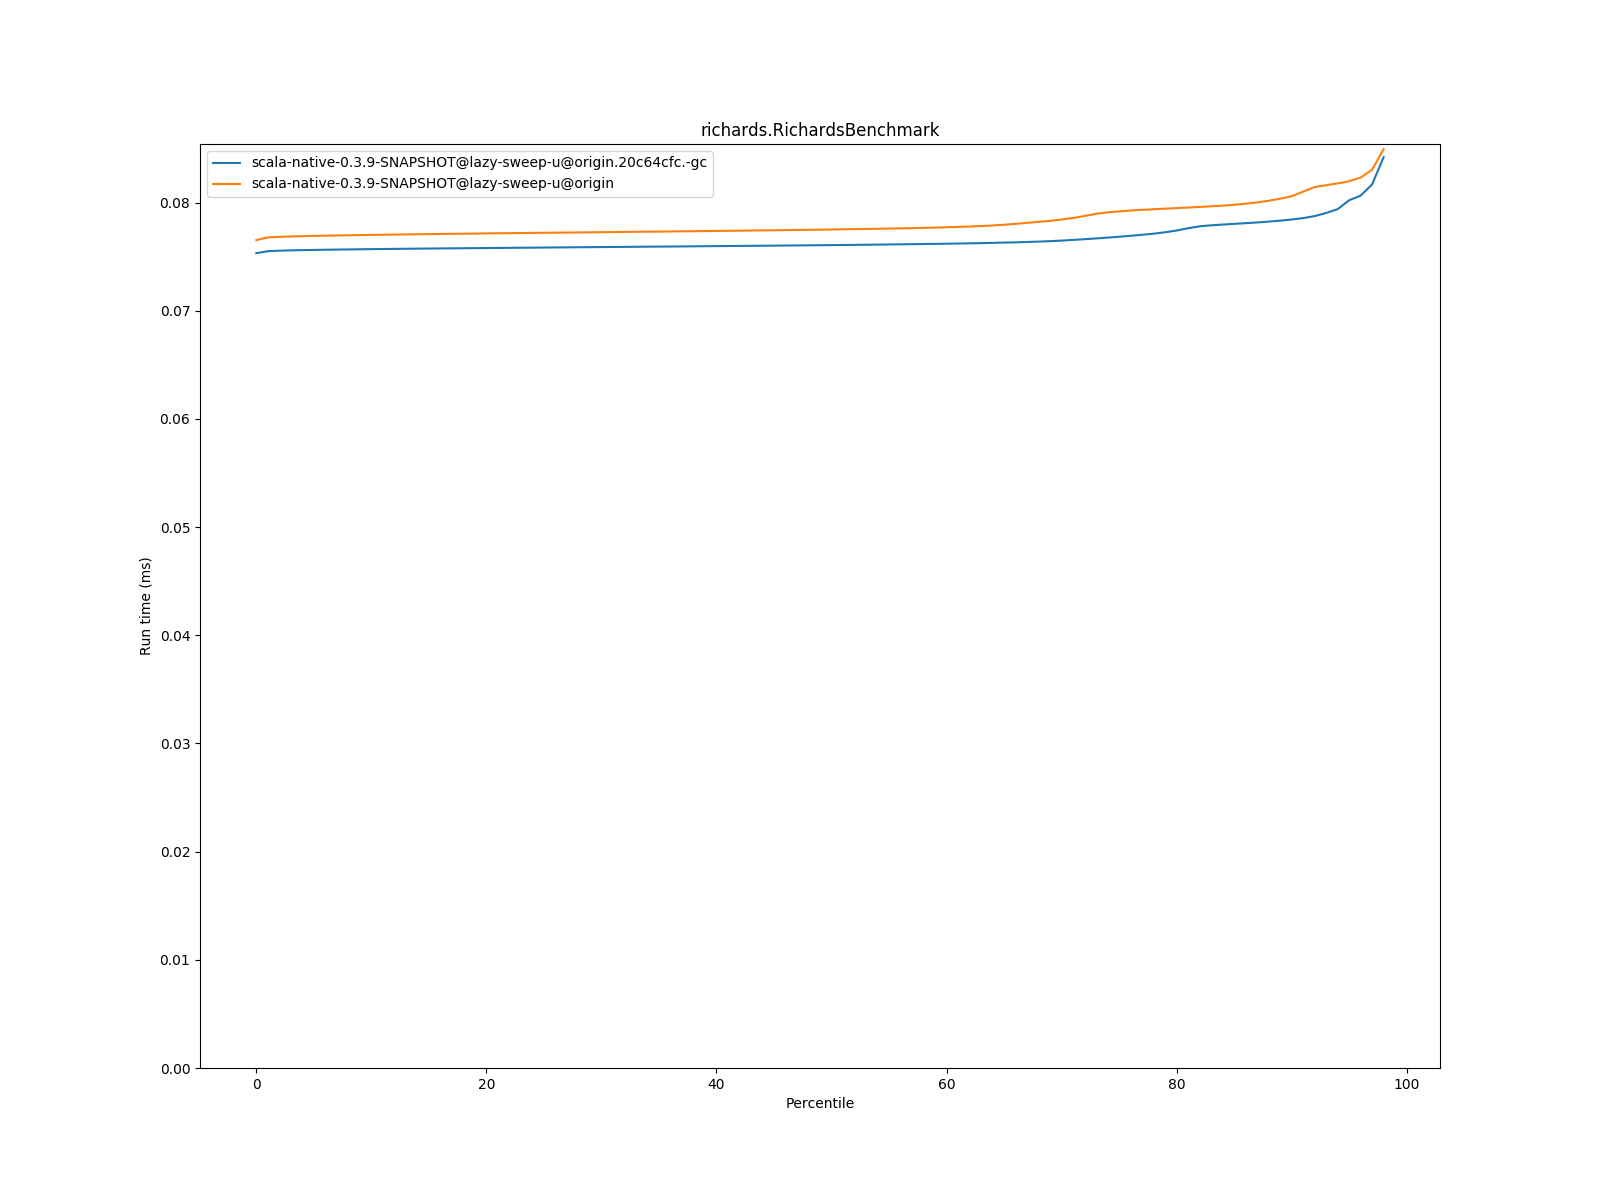 richards.RichardsBenchmark
scala-native-0.3.9-SNAPSHOT@lazy-sweep-u@origin.20c64cfc.-gc
scala-native-0.3.9-SNAPSHOT@lazy-sweep-u@origin
0.08
0.07
0.06
0.05
0.04
0.03
0.02
0.01
0.00
Run time (ms)
0 20 40 60 80 100
Percentile